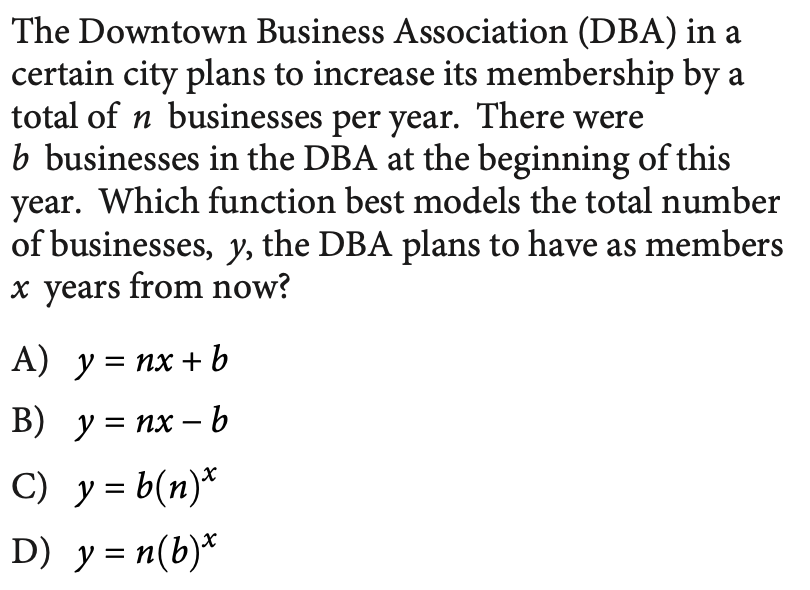 The Downtown Business Association (DBA) in a
certain city plans to increase its membership by a
total of n businesses per year. There were
b businesses in the DBA at the beginning of this
year. Which function best models the total number
of businesses, y, the DBA plans to have as members
x years from now?
A) y = nx + b
B) y = nx − b
C) y = b(n)ˣ
D) y = n(b)ˣ